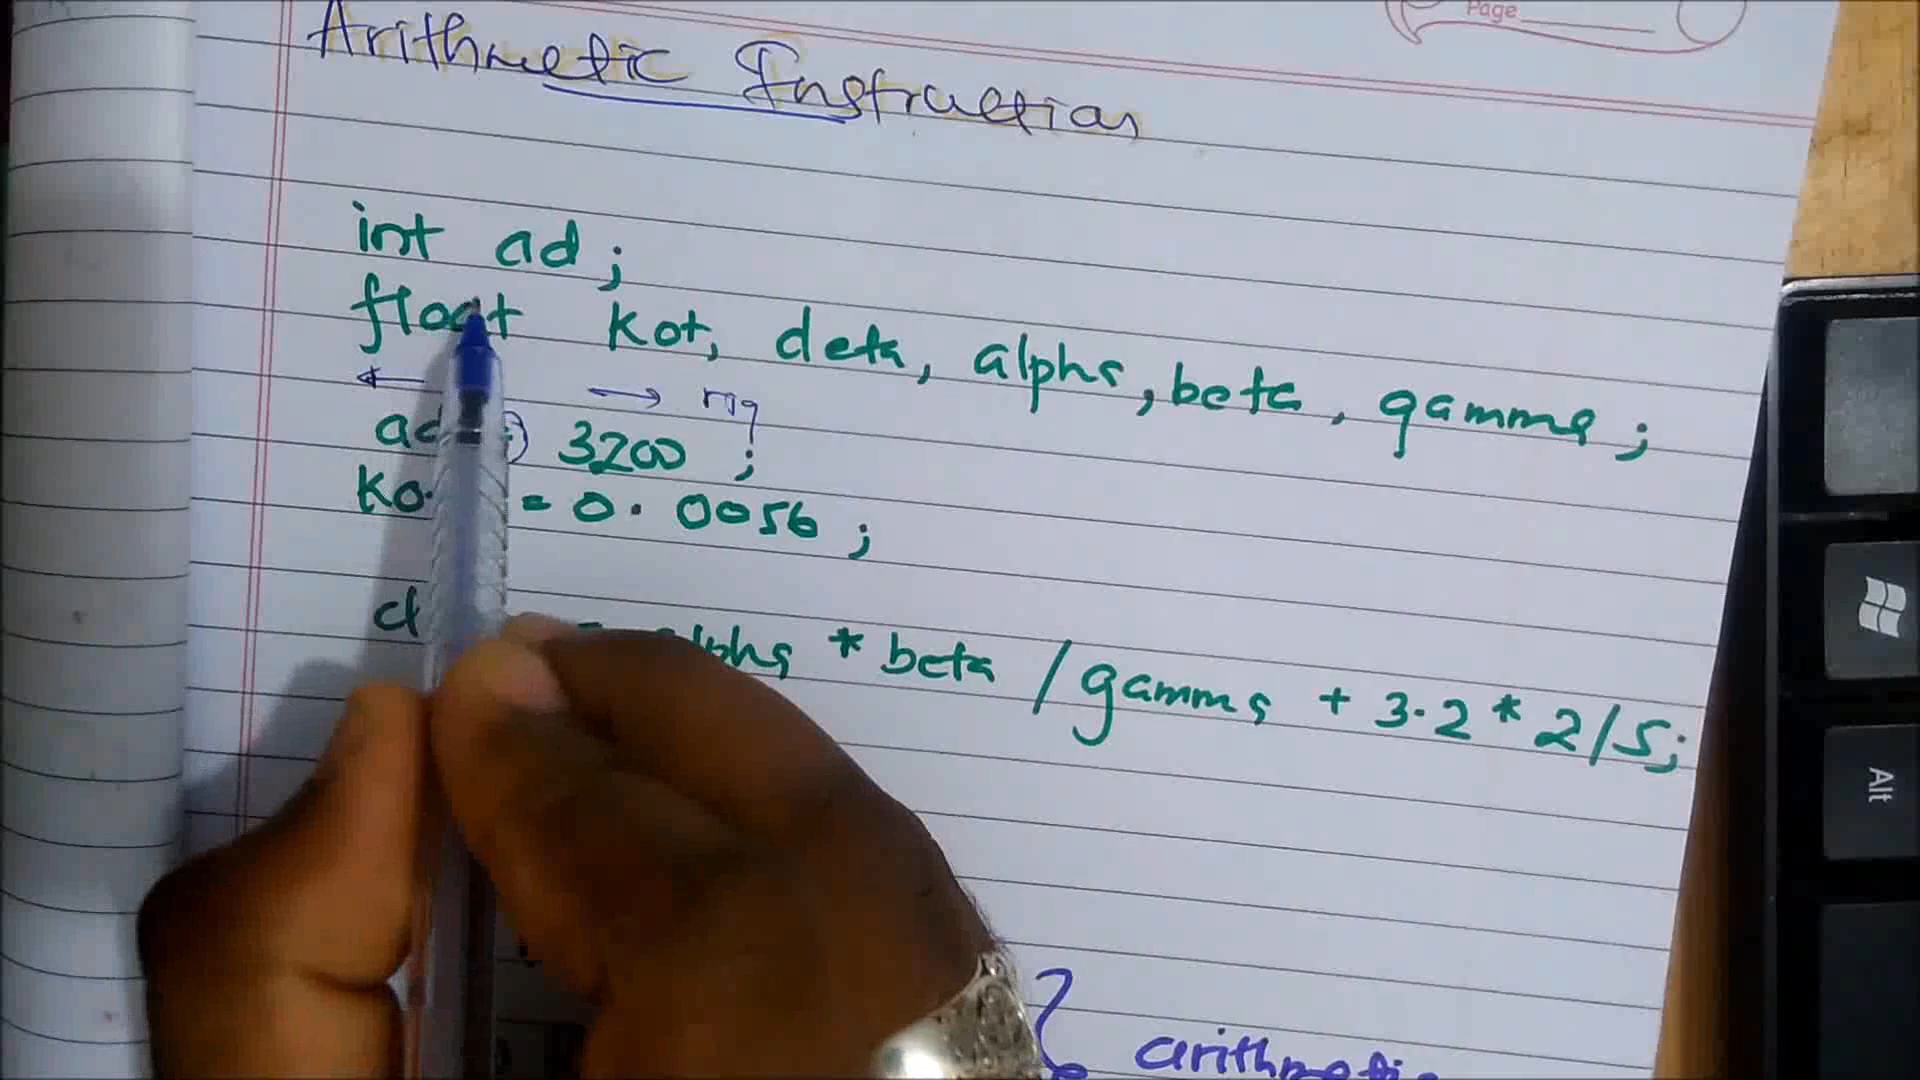 Page
Arithmetic Instruction
int ad;
float kot, deta, alpha, beta, gamma;
rig
3200;
= 0.0056;
* beta / gamma + 3.2 * 2/5;
Alt